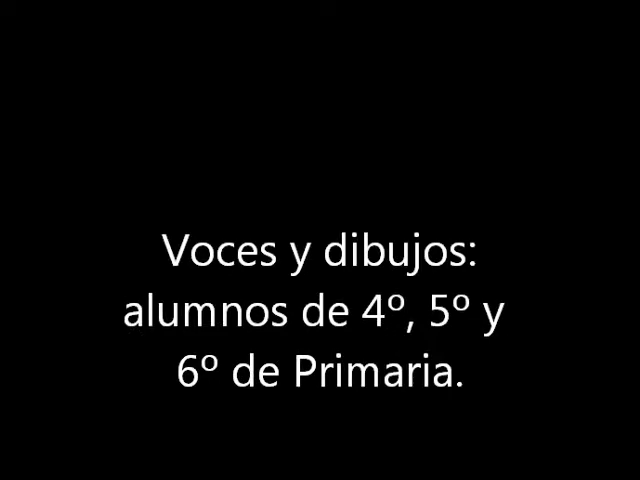 Voces y dibujos:
alumnos de 4º, 5º y
6º de Primaria.